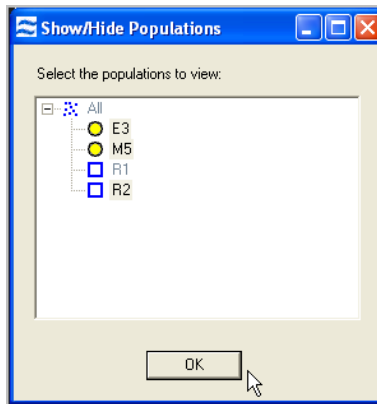 Show/Hide Populations
Select the populations to view:
All
E3
M5
R1
R2
OK